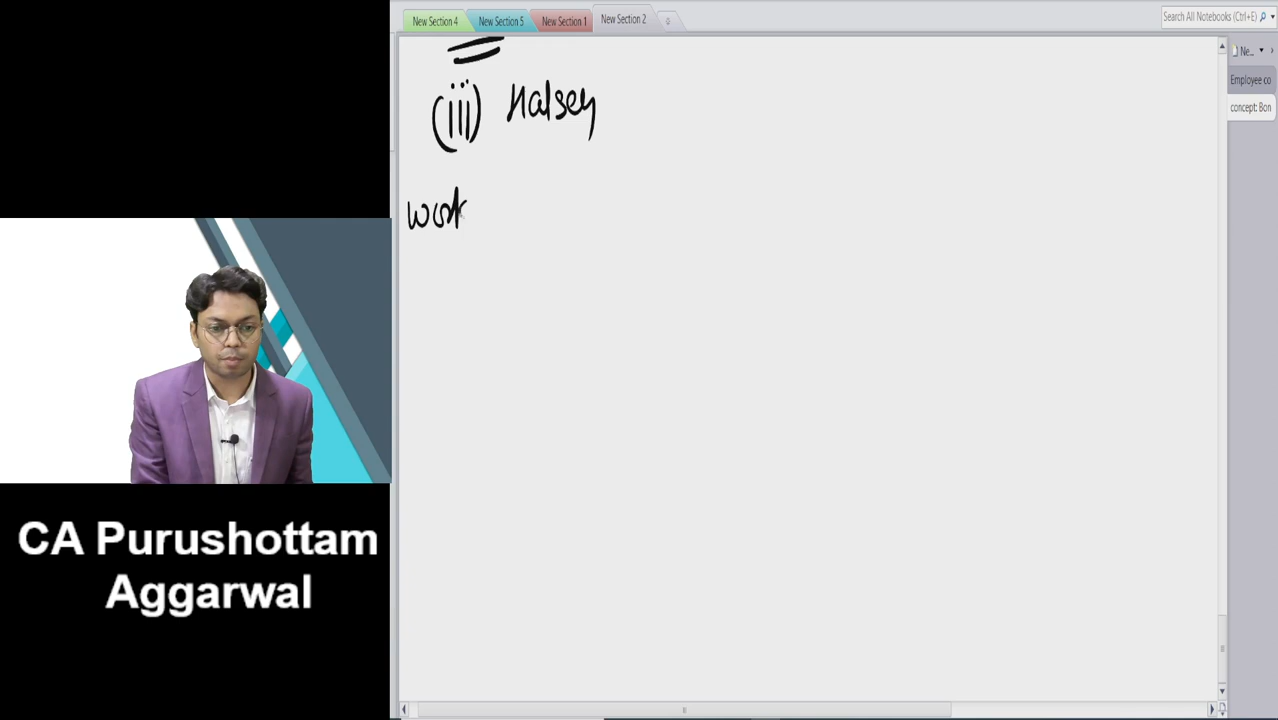 New Section 4 New Section 5 New Section 1 New Section 2
Search All Notebooks (Ctrl+E)
Ne...
Employee co
concept: Bon
(iii) Halsey
work
CA Purushottam
Aggarwal